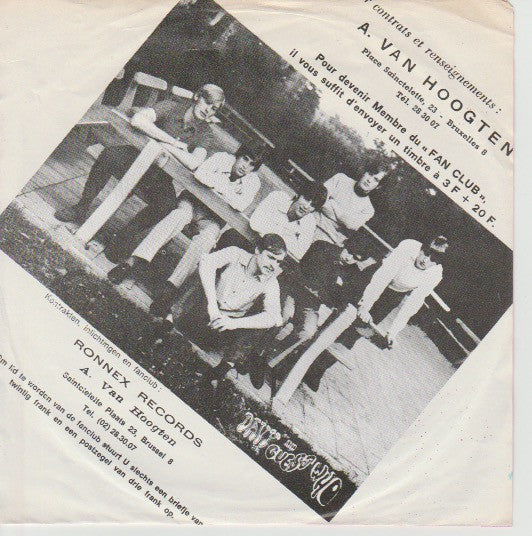 r contrats et renseignements :
A. VAN HOOGTEN
Place Sainctelette, 23 - Bruxelles 8
Tél. 28 30 07
Pour devenir Membre du « FAN CLUB »,
il vous suffit d'envoyer un timbre à 3 F + 20 F.
Kontrakten, inlichtingen en fanclub :
RONNEX RECORDS
A. Van Hoogten
Sainctelette Plaats 23, Brussel 8
Tel. (02) 28.30.07
m lid te worden van de fanclub stuurt U slechts een briefje van
twintig frank en een postzegel van drie frank op.